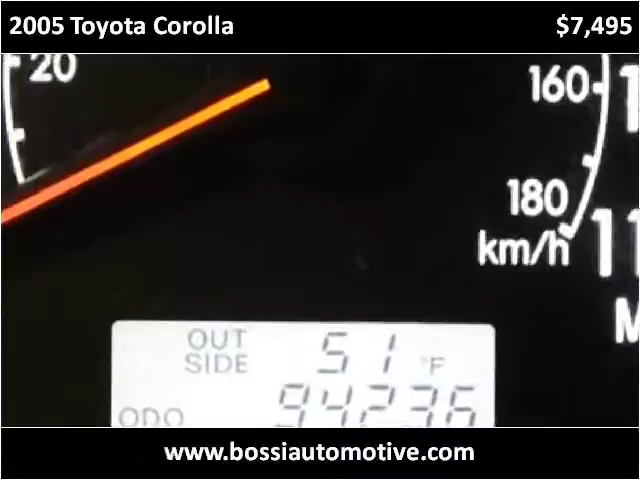 2005 Toyota Corolla $7,495
20 160
180
km/h
OUT SIDE 51 °F
ODO 94236
www.bossiautomotive.com